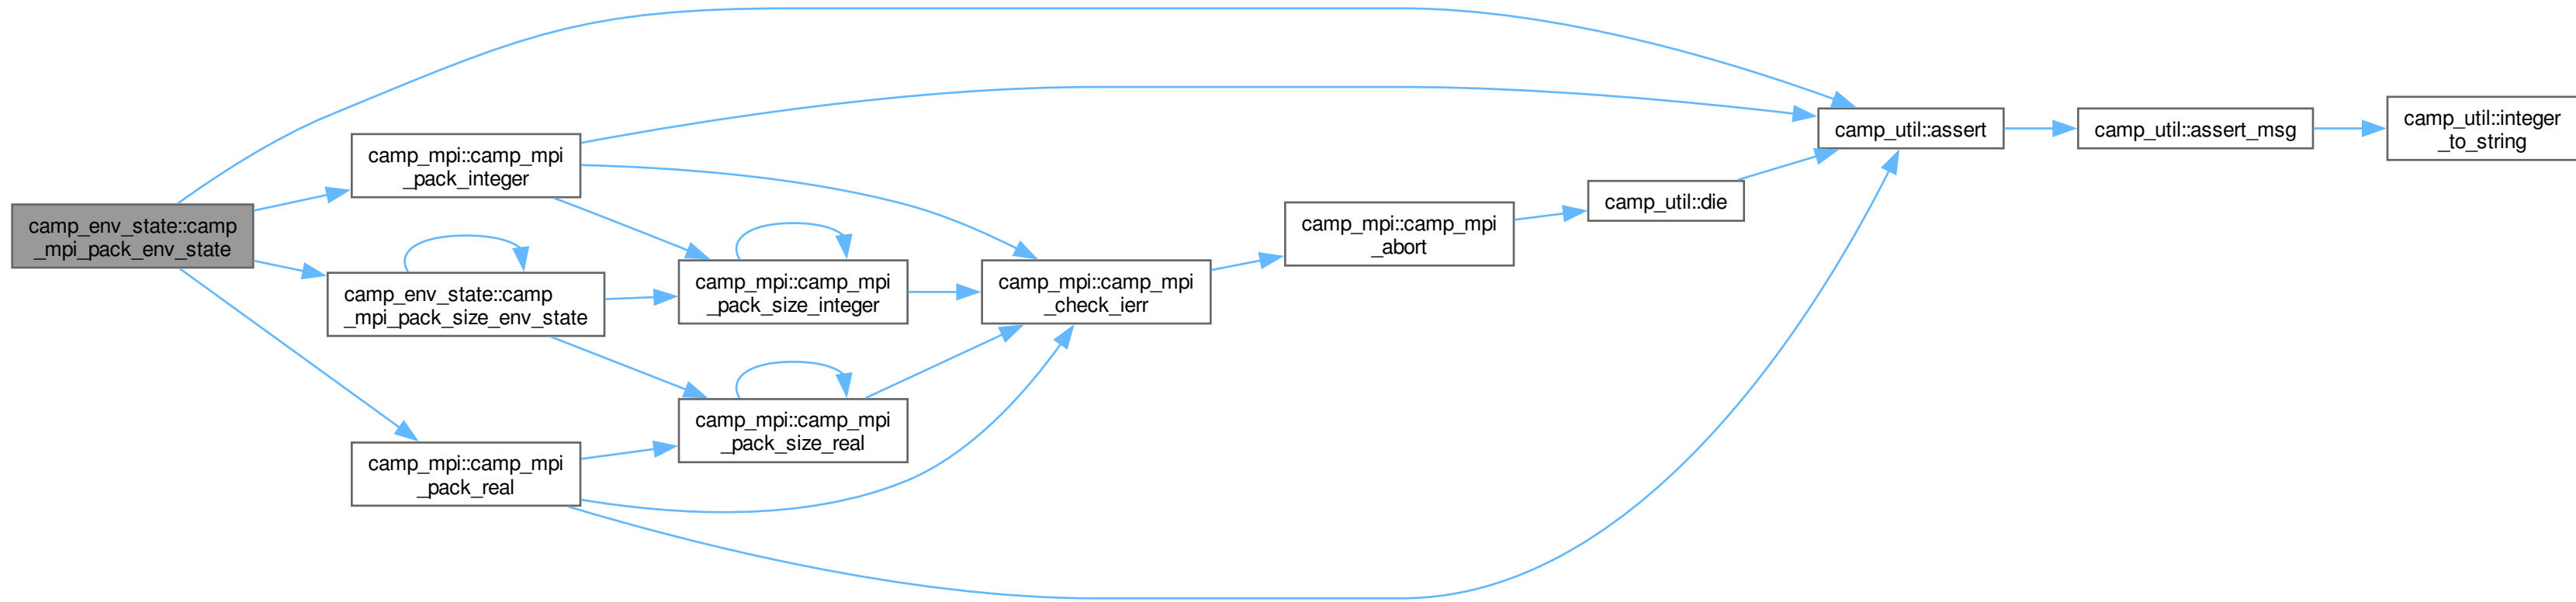 camp_env_state::camp
_mpi_pack_env_state
camp_mpi::camp_mpi
_pack_integer
camp_env_state::camp
_mpi_pack_size_env_state
camp_mpi::camp_mpi
_pack_real
camp_mpi::camp_mpi
_pack_size_integer
camp_mpi::camp_mpi
_pack_size_real
camp_mpi::camp_mpi
_check_ierr
camp_mpi::camp_mpi
_abort
camp_util::die
camp_util::assert
camp_util::assert_msg
camp_util::integer
_to_string